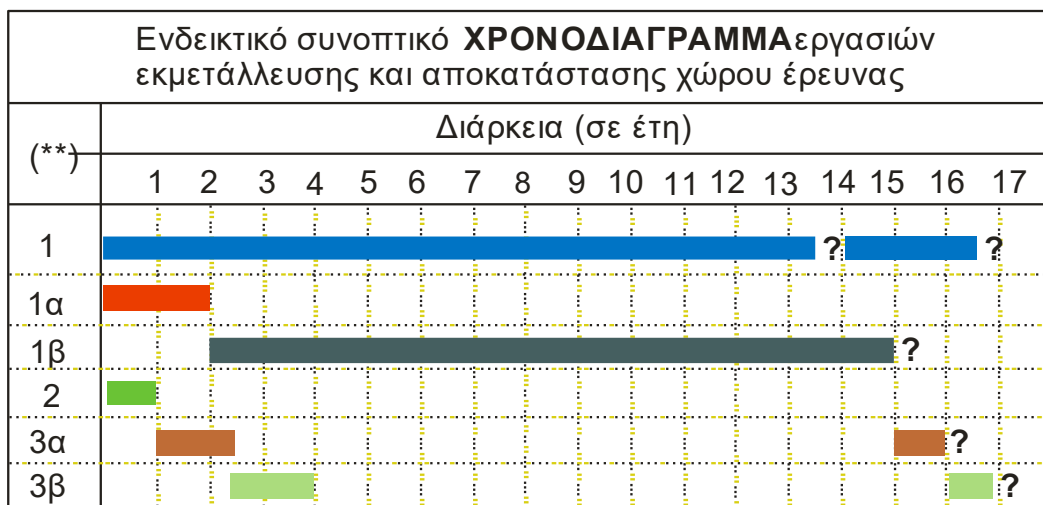 Ενδεικτικό συνοπτικό ΧΡΟΝΟΔΙΑΓΡΑΜΜΑεργασιών
εκμετάλλευσης και αποκατάστασης χώρου έρευνας
(**)
Διάρκεια (σε έτη)
1 2 3 4 5 6 7 8 9 10 11 12 13 14 15 16 17
1 ? ?
1α
1β ?
2
3α ?
3β ?